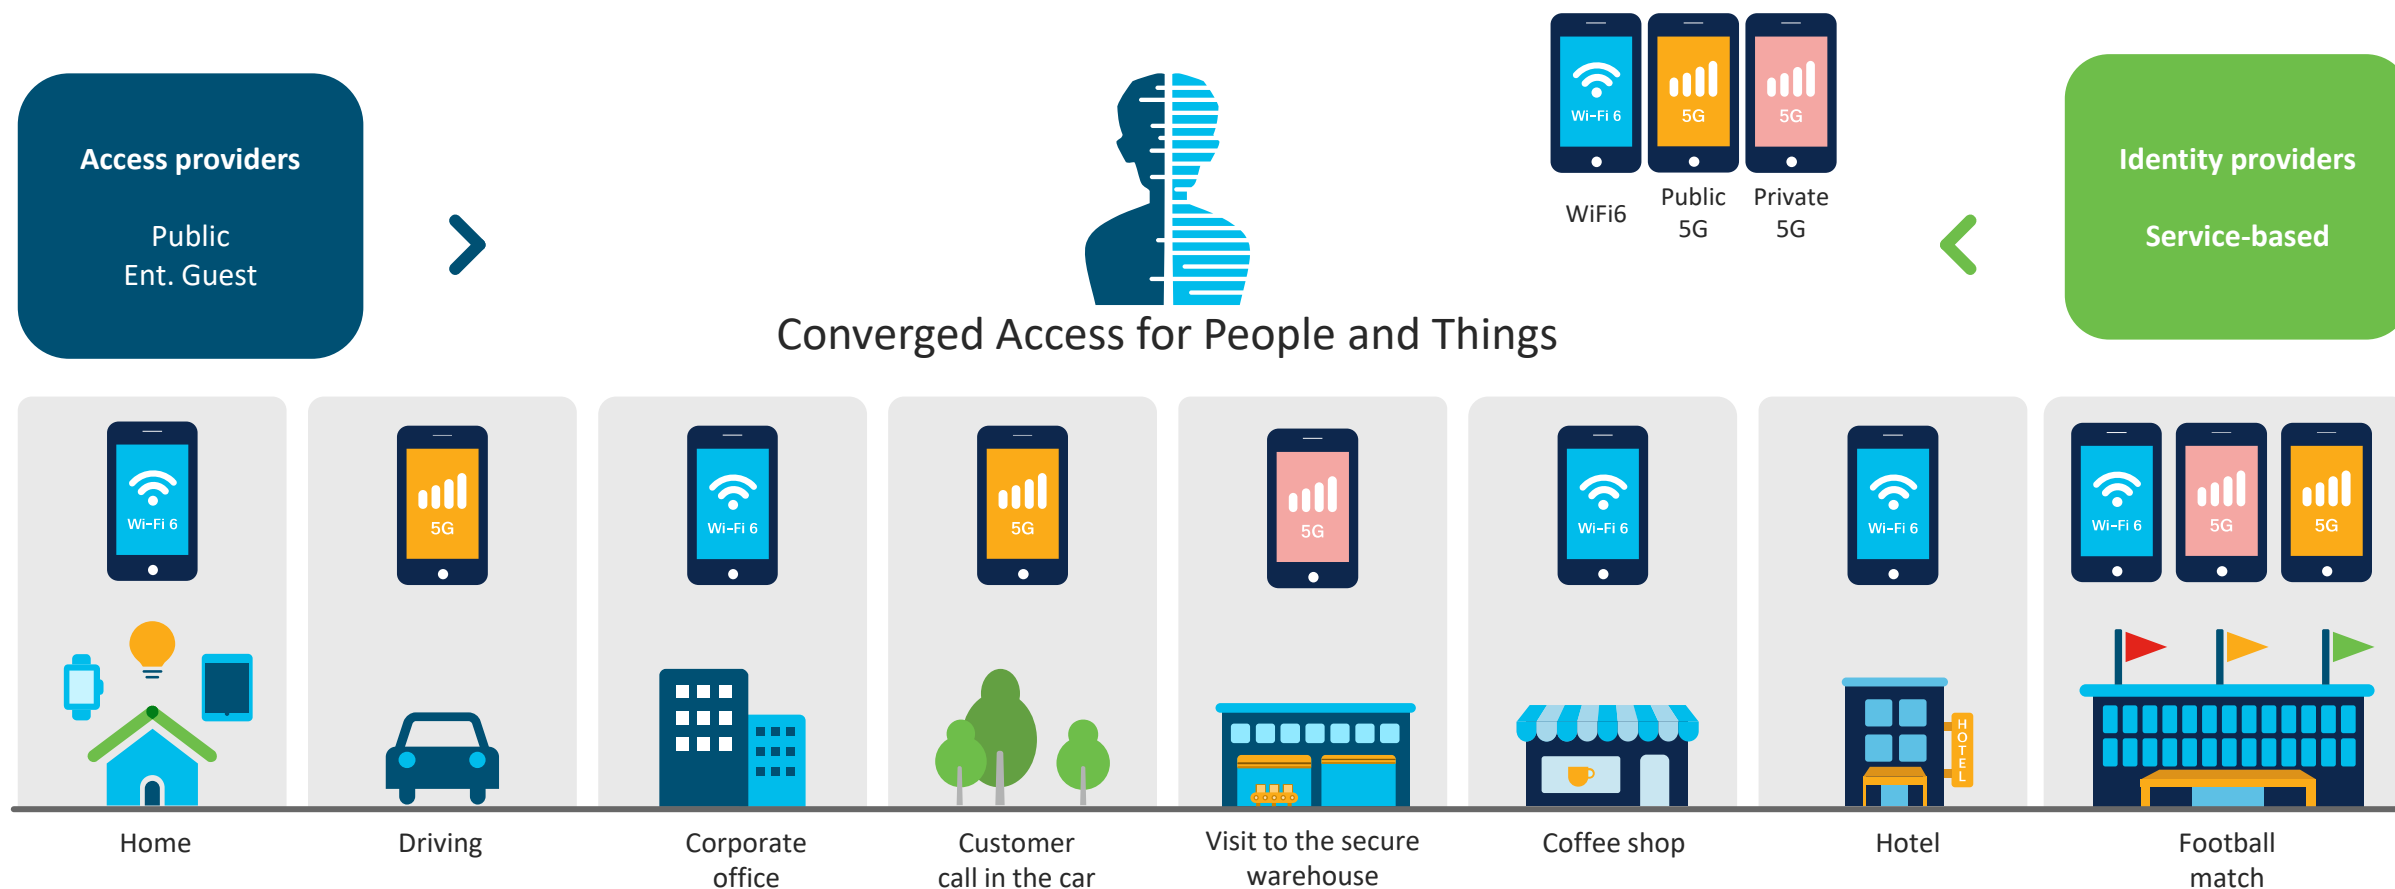 Access providers
Public
Ent. Guest
Wi-Fi 6
5G
5G
WiFi6
Public
5G
Private
5G
Identity providers
Service-based
Converged Access for People and Things
Wi-Fi 6
5G
Wi-Fi 6
5G
5G
Wi-Fi 6
Wi-Fi 6
Wi-Fi 6
5G
5G
HOTEL
Home
Driving
Corporate
office
Customer
call in the car
Visit to the secure
warehouse
Coffee shop
Hotel
Football
match